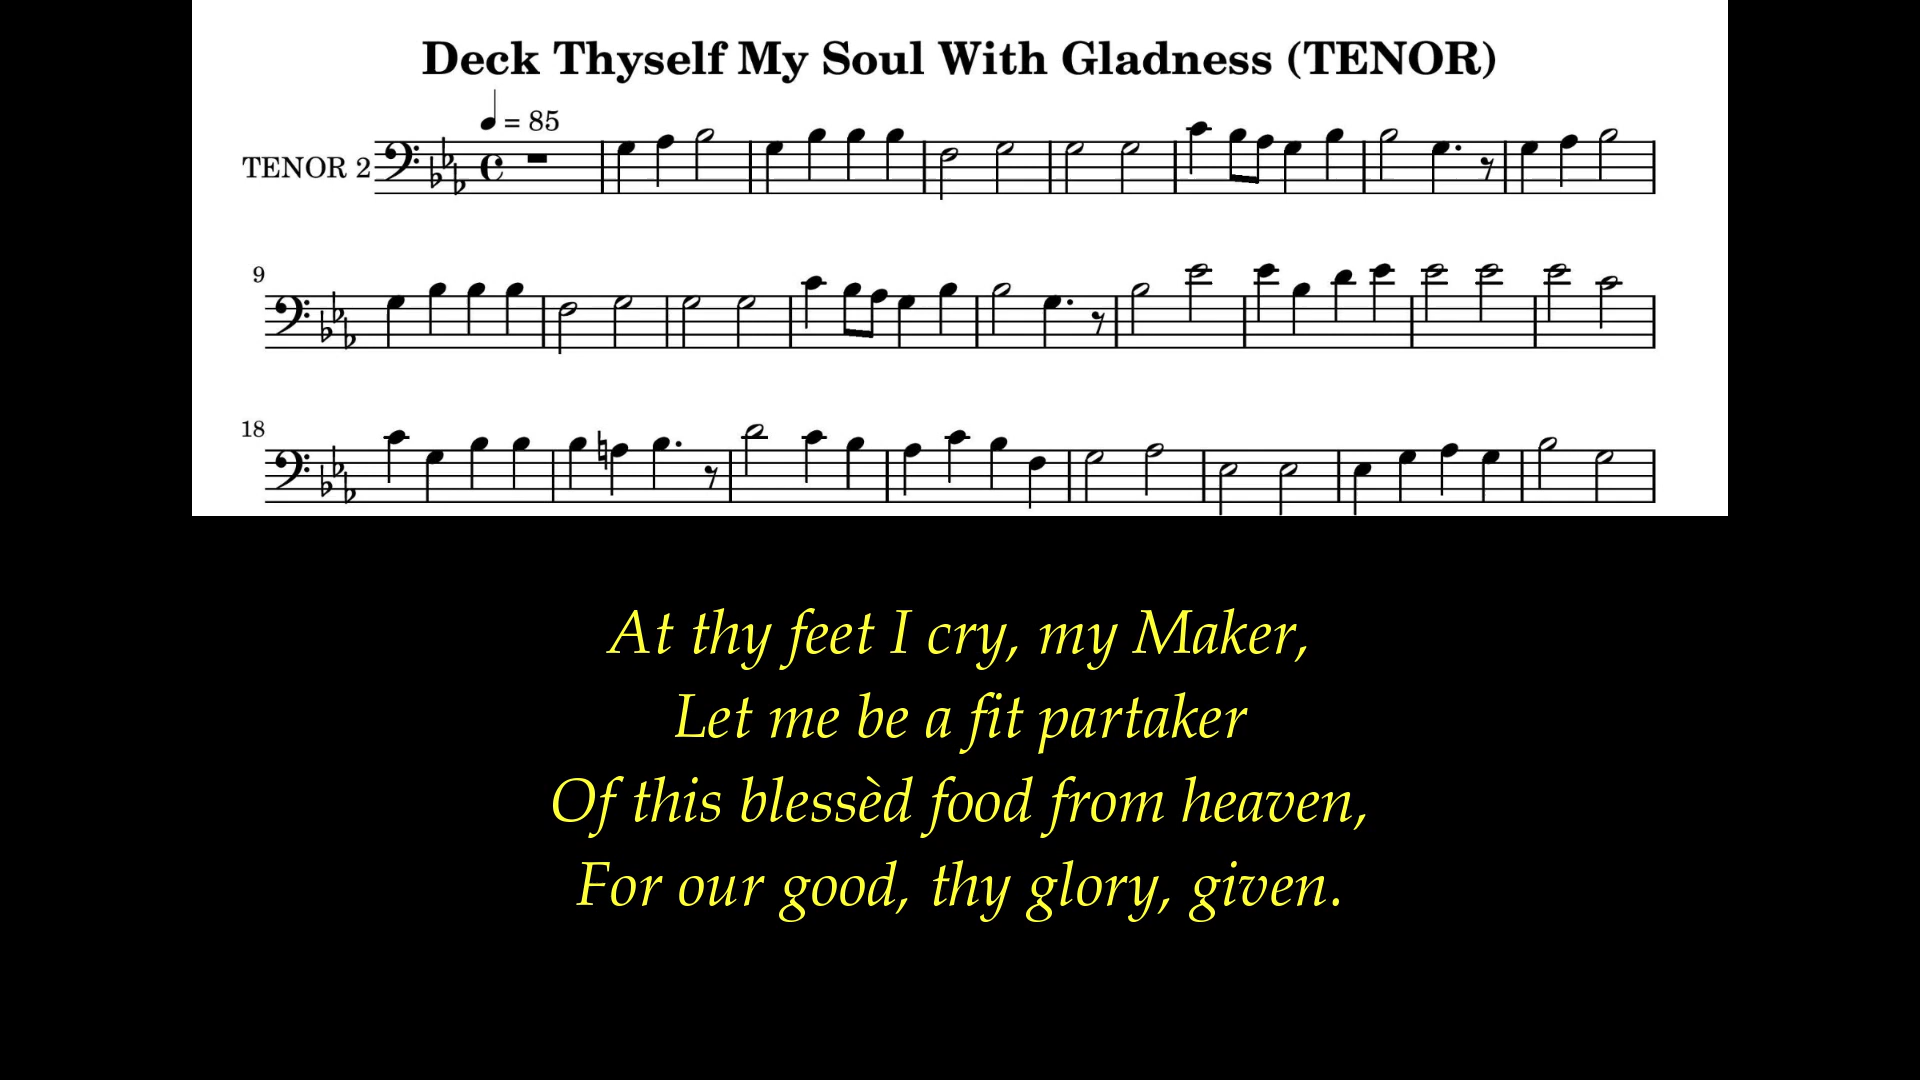 Deck Thyself My Soul With Gladness (TENOR)
= 85
TENOR 2
9
18
At thy feet I cry, my Maker,
Let me be a fit partaker
Of this blessèd food from heaven,
For our good, thy glory, given.